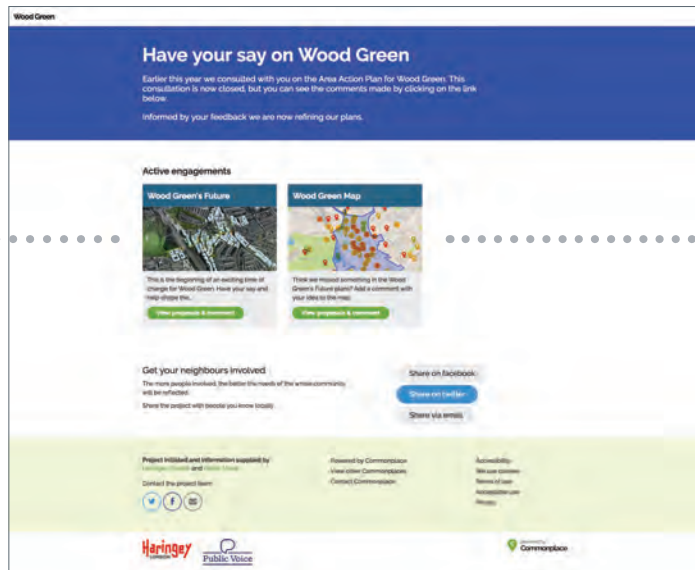 Wood Green
Have your say on Wood Green
Earlier this year we consulted with you on the Area Action Plan for Wood Green. This
consultation is now closed, but you can see the comments made by clicking on the link
below.
Informed by your feedback we are now refining our plans.
Active engagements
Wood Green's Future
This is the beginning of an exciting time of
change for Wood Green. Have your say and
help shape the...
View proposals & comment
Wood Green Map
Think we missed something in the Wood
Green's Future plans? Add a comment with
your idea to the map.
View proposals & comment
Get your neighbours involved
The more people involved, the better the needs of the whole community
will be reflected.
Share the project with people you know locally
Share on facebook
Share on twitter
Share via email
Project initiated and information supplied by
Haringey Council and Public Voice
Contact the project team
Powered by Commonplace
View other Commonplaces
Contact Commonplace
Accessibility
We use cookies
Terms of use
Acceptable use
Privacy
Haringey
LONDON
Public Voice
Commonplace